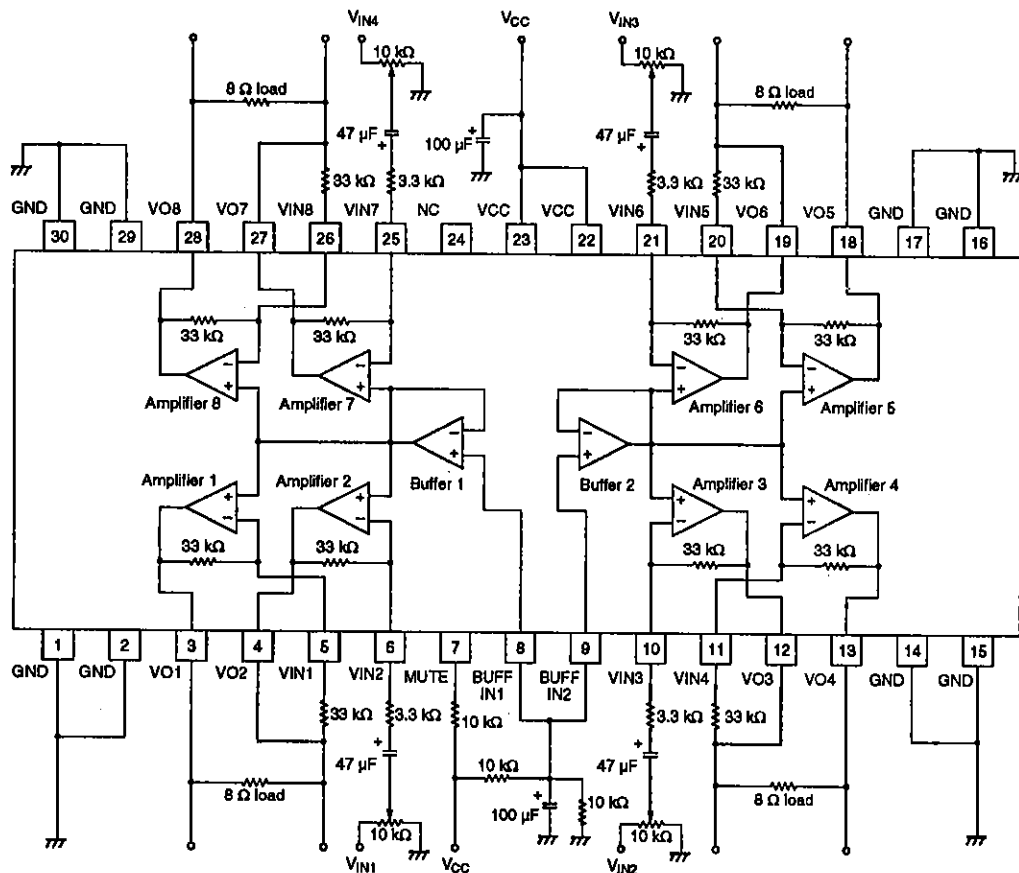 VIN4 VCC VIN3
10 kΩ 10 kΩ
8 Ω load 8 Ω load
47 μF + 100 μF + 47 μF +
33 kΩ 3.3 kΩ 3.3 kΩ 33 kΩ
GND GND VO8 VO7 VIN8 VIN7 NC VCC VCC VIN6 VIN5 VO6 VO5 GND GND
30 29 28 27 26 25 24 23 22 21 20 19 18 17 16
33 kΩ 33 kΩ 33 kΩ 33 kΩ
− + − + − + − +
Amplifier 8 Amplifier 7 Amplifier 6 Amplifier 5
− + − +
Amplifier 1 Amplifier 2 Buffer 1 Buffer 2 Amplifier 3 Amplifier 4
+ − + − + − + −
33 kΩ 33 kΩ 33 kΩ 33 kΩ
1 2 3 4 5 6 7 8 9 10 11 12 13 14 15
GND GND VO1 VO2 VIN1 VIN2 MUTE BUFF IN1 BUFF IN2 VIN3 VIN4 VO3 VO4 GND GND
33 kΩ 3.3 kΩ 10 kΩ 3.3 kΩ 33 kΩ
+ 47 μF 10 kΩ 47 μF +
8 Ω load + 100 μF 10 kΩ 8 Ω load
10 kΩ 10 kΩ
VIN1 VCC VIN2